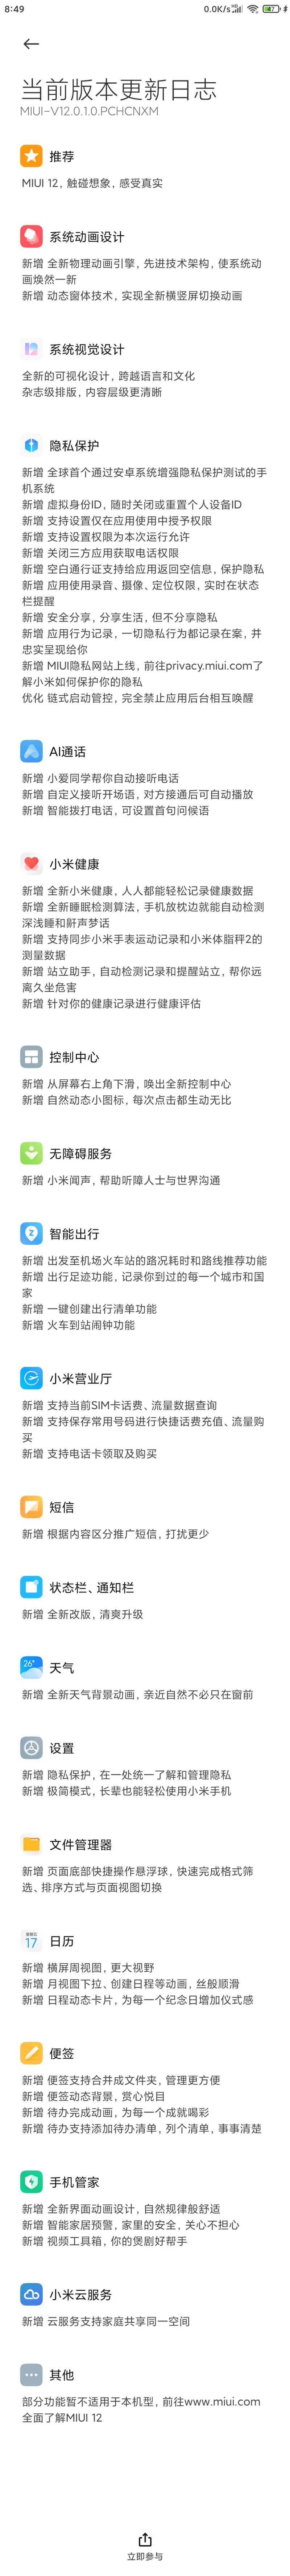 8:49
0.0K/s
当前版本更新日志
MIUI-V12.0.1.0.PCHCNXM
推荐
MIUI 12，触碰想象，感受真实
系统动画设计
新增 全新物理动画引擎，先进技术架构，使系统动
画焕然一新
新增 动态窗体技术，实现全新横竖屏切换动画
系统视觉设计
全新的可视化设计，跨越语言和文化
杂志级排版，内容层级更清晰
隐私保护
新增 全球首个通过安卓系统增强隐私保护测试的手
机系统
新增 虚拟身份ID，随时关闭或重置个人设备ID
新增 支持设置仅在应用使用中授予权限
新增 支持设置权限为本次运行允许
新增 关闭三方应用获取电话权限
新增 空白通行证支持给应用返回空信息，保护隐私
新增 应用使用录音、摄像、定位权限，实时在状态
栏提醒
新增 安全分享，分享生活，但不分享隐私
新增 应用行为记录，一切隐私行为都记录在案，并
忠实呈现给你
新增 MIUI隐私网站上线，前往privacy.miui.com了
解小米如何保护你的隐私
优化 链式启动管控，完全禁止应用后台相互唤醒
AI通话
新增 小爱同学帮你自动接听电话
新增 自定义接听开场语，对方接通后可自动播放
新增 智能拨打电话，可设置首句问候语
小米健康
新增 全新小米健康，人人都能轻松记录健康数据
新增 全新睡眠检测算法，手机放枕边就能自动检测
深浅睡和鼾声梦话
新增 支持同步小米手表运动记录和小米体脂秤2的
测量数据
新增 站立助手，自动检测记录和提醒站立，帮你远
离久坐危害
新增 针对你的健康记录进行健康评估
控制中心
新增 从屏幕右上角下滑，唤出全新控制中心
新增 自然动态小图标，每次点击都生动无比
无障碍服务
新增 小米闻声，帮助听障人士与世界沟通
智能出行
新增 出发至机场火车站的路况耗时和路线推荐功能
新增 出行足迹功能，记录你到过的每一个城市和国
家
新增 一键创建出行清单功能
新增 火车到站闹钟功能
小米营业厅
新增 支持当前SIM卡话费、流量数据查询
新增 支持保存常用号码进行快捷话费充值、流量购
买
新增 支持电话卡领取及购买
短信
新增 根据内容区分推广短信，打扰更少
状态栏、通知栏
新增 全新改版，清爽升级
26°
天气
新增 全新天气背景动画，亲近自然不必只在窗前
设置
新增 隐私保护，在一处统一了解和管理隐私
新增 极简模式，长辈也能轻松使用小米手机
文件管理器
新增 页面底部快捷操作悬浮球，快速完成格式筛
选、排序方式与页面视图切换
17
日历
新增 横屏周视图，更大视野
新增 月视图下拉、创建日程等动画，丝般顺滑
新增 日程动态卡片，为每一个纪念日增加仪式感
便签
新增 便签支持合并成文件夹，管理更方便
新增 便签动态背景，赏心悦目
新增 待办完成动画，为每一个成就喝彩
新增 待办支持添加待办清单，列个清单，事事清楚
手机管家
新增 全新界面动画设计，自然规律般舒适
新增 智能家居预警，家里的安全，关心不担心
新增 视频工具箱，你的煲剧好帮手
小米云服务
新增 云服务支持家庭共享同一空间
其他
部分功能暂不适用于本机型，前往www.miui.com
全面了解MIUI 12
立即参与